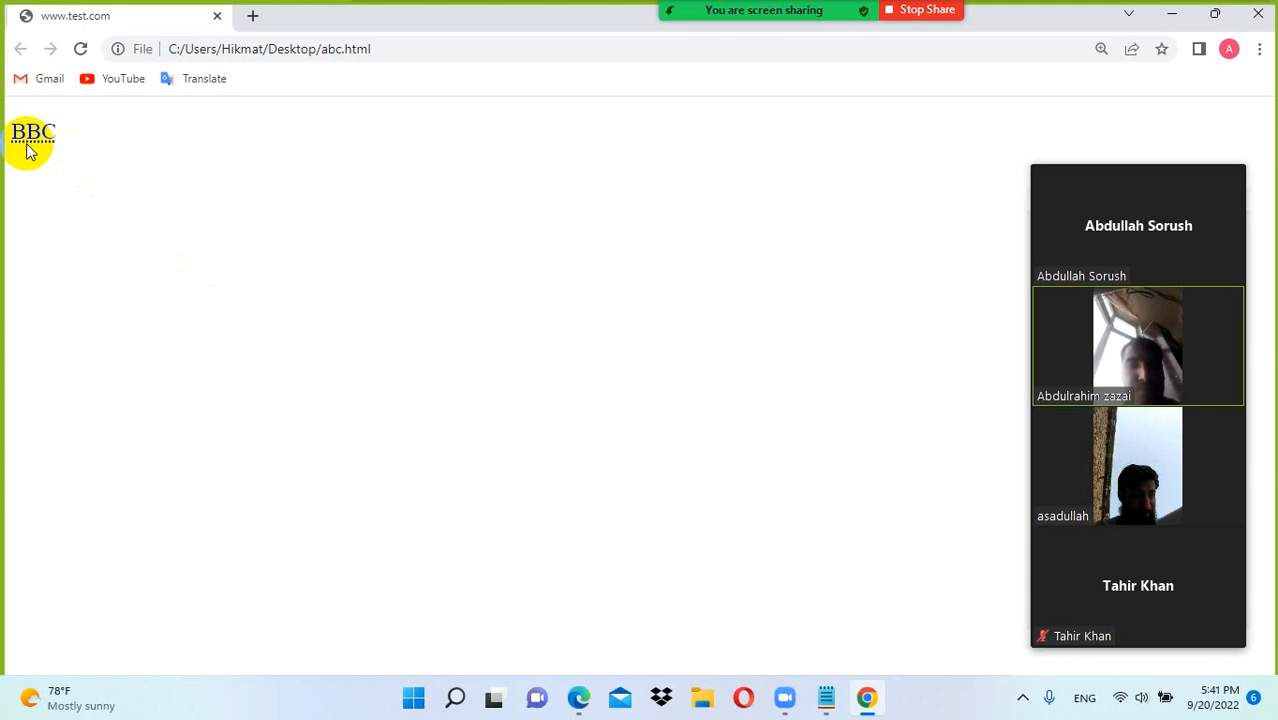 www.test.com
You are screen sharing
Stop Share
File
C:/Users/Hikmat/Desktop/abc.html
A
Gmail
YouTube
Translate
BBC
Abdullah Sorush
Abdullah Sorush
Abdulrahim zazai
asadullah
Tahir Khan
Tahir Khan
78°F
Mostly sunny
ENG
5:41 PM
9/20/2022
6